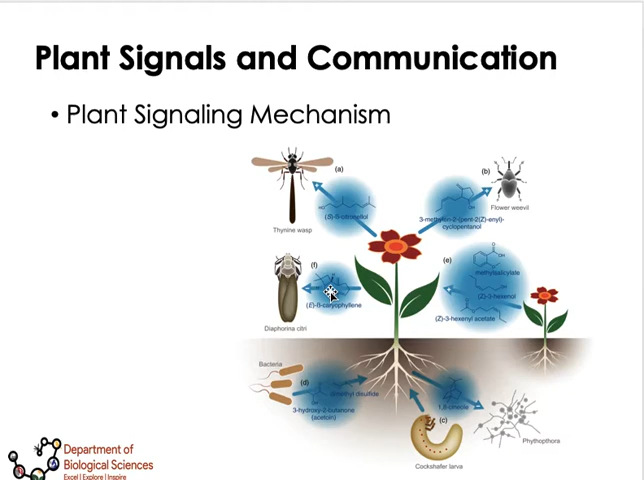 Plant Signals and Communication
• Plant Signaling Mechanism
(a)
(S)-β-citronellol
Thynine wasp
(b)
Flower weevil
3-methylen-2-(pent-2(Z)-enyl)-
cyclopentanol
(f)
(E)-β-caryophyllene
Diaphorina citri
(e)
methylsalicylate
(Z)-3-hexenol
(Z)-3-hexenyl acetate
Bacteria
(d)
dimethyl disulfide
3-hydroxy-2-butanone
(acetoin)
1,8-cineole
(c)
Phythopthora
Cockshafer larva
Department of
Biological Sciences
Excel | Explore | Inspire